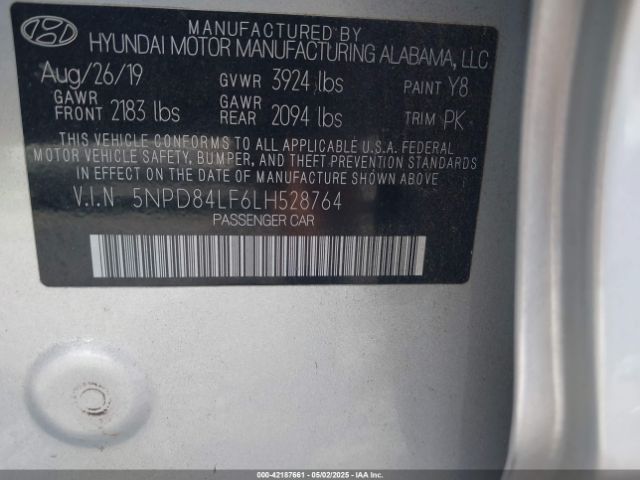 MANUFACTURED BY
HYUNDAI MOTOR MANUFACTURING ALABAMA, LLC
Aug/26/19 GVWR 3924 lbs PAINT Y8
GAWR FRONT 2183 lbs GAWR REAR 2094 lbs TRIM PK
THIS VEHICLE CONFORMS TO ALL APPLICABLE U.S.A. FEDERAL
MOTOR VEHICLE SAFETY, BUMPER, AND THEFT PREVENTION STANDARDS
IN EFFECT ON THE DATE OF MANUFACTURE SHOWN ABOVE.
V.I.N 5NPD84LF6LH528764
PASSENGER CAR
000-42187661 - 05/02/2025 - IAAI.COM